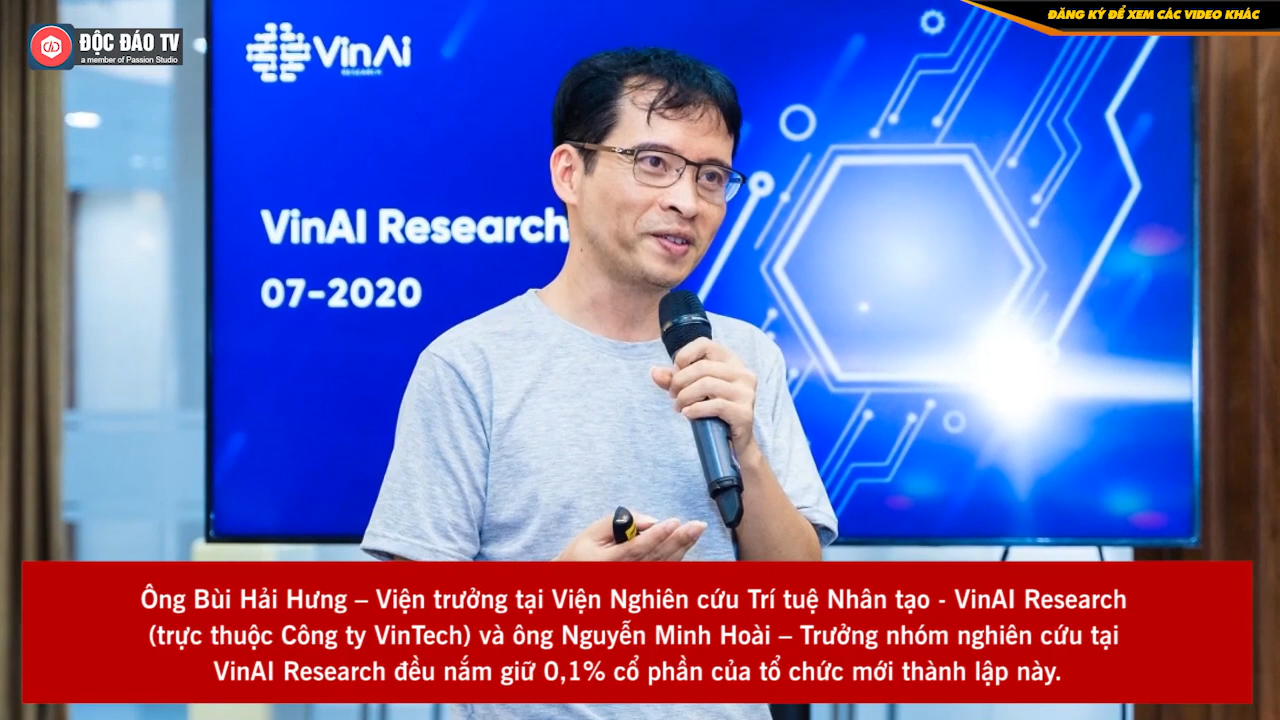 ĐỘC ĐÁO TV
a member of Passion Studio
ĐĂNG KÝ ĐỂ XEM CÁC VIDEO KHÁC
VinAi
RESEARCH
VinAI Research
07-2020
Ông Bùi Hải Hưng – Viện trưởng tại Viện Nghiên cứu Trí tuệ Nhân tạo - VinAI Research
(trực thuộc Công ty VinTech) và ông Nguyễn Minh Hoài – Trưởng nhóm nghiên cứu tại
VinAI Research đều nắm giữ 0,1% cổ phần của tổ chức mới thành lập này.